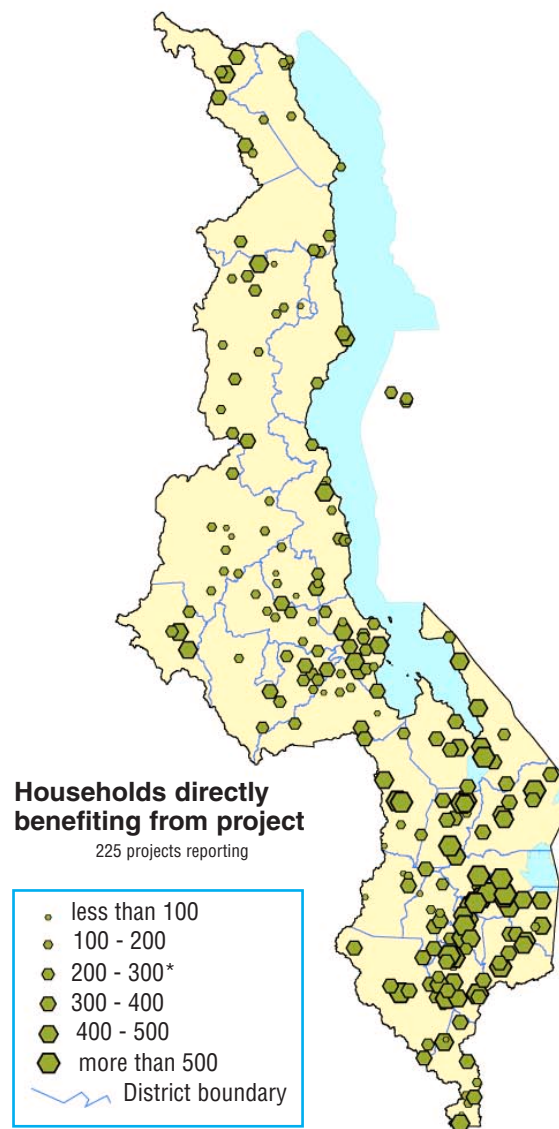 Households directly
benefiting from project
225 projects reporting
less than 100
100 - 200
200 - 300*
300 - 400
400 - 500
more than 500
District boundary